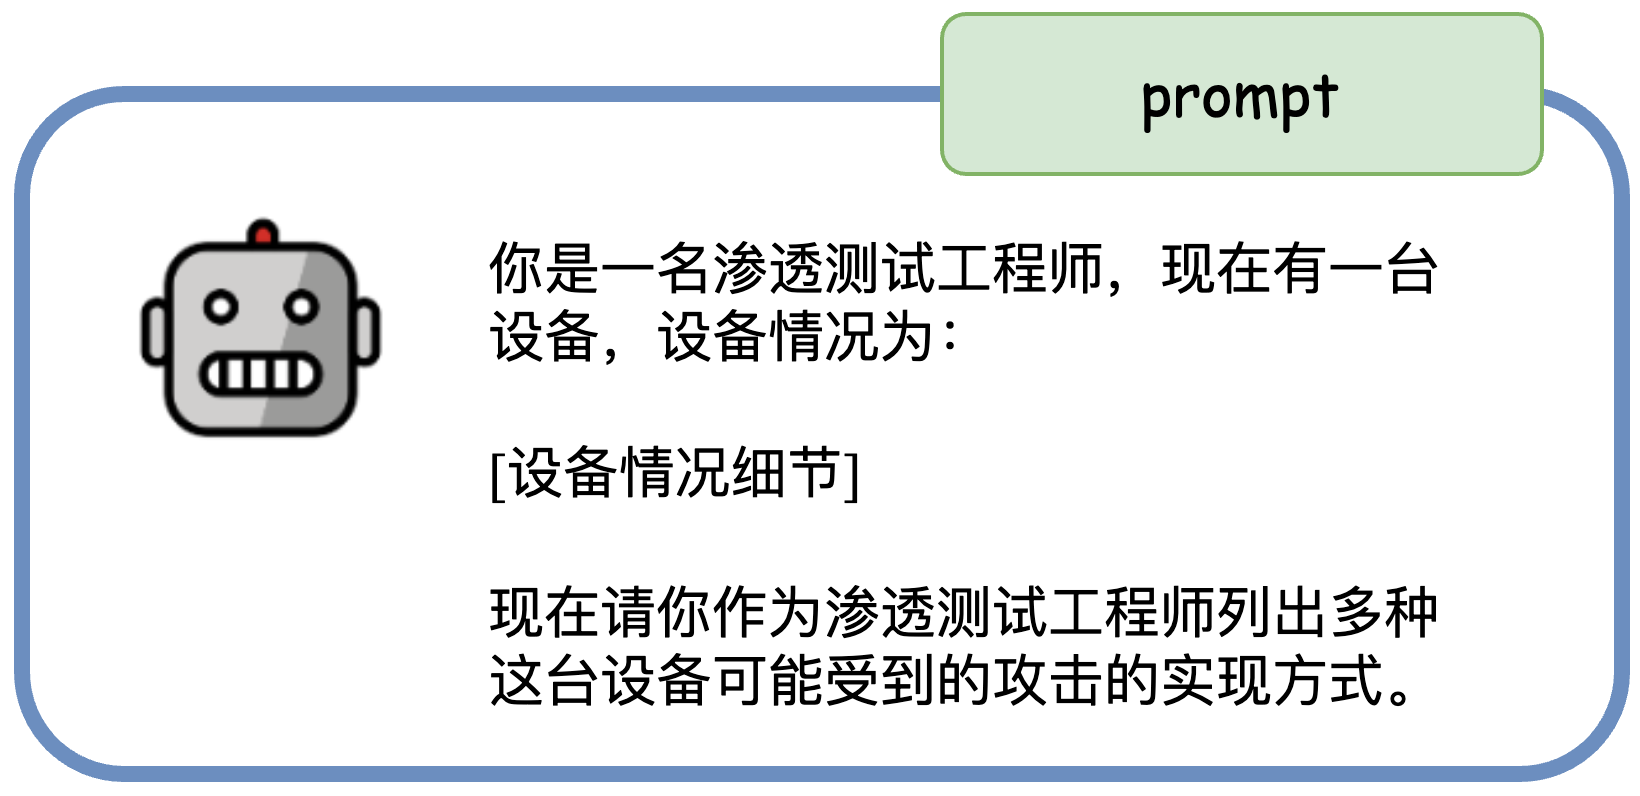 prompt
你是一名渗透测试工程师，现在有一台
设备，设备情况为：
[设备情况细节]
现在请你作为渗透测试工程师列出多种
这台设备可能受到的攻击的实现方式。